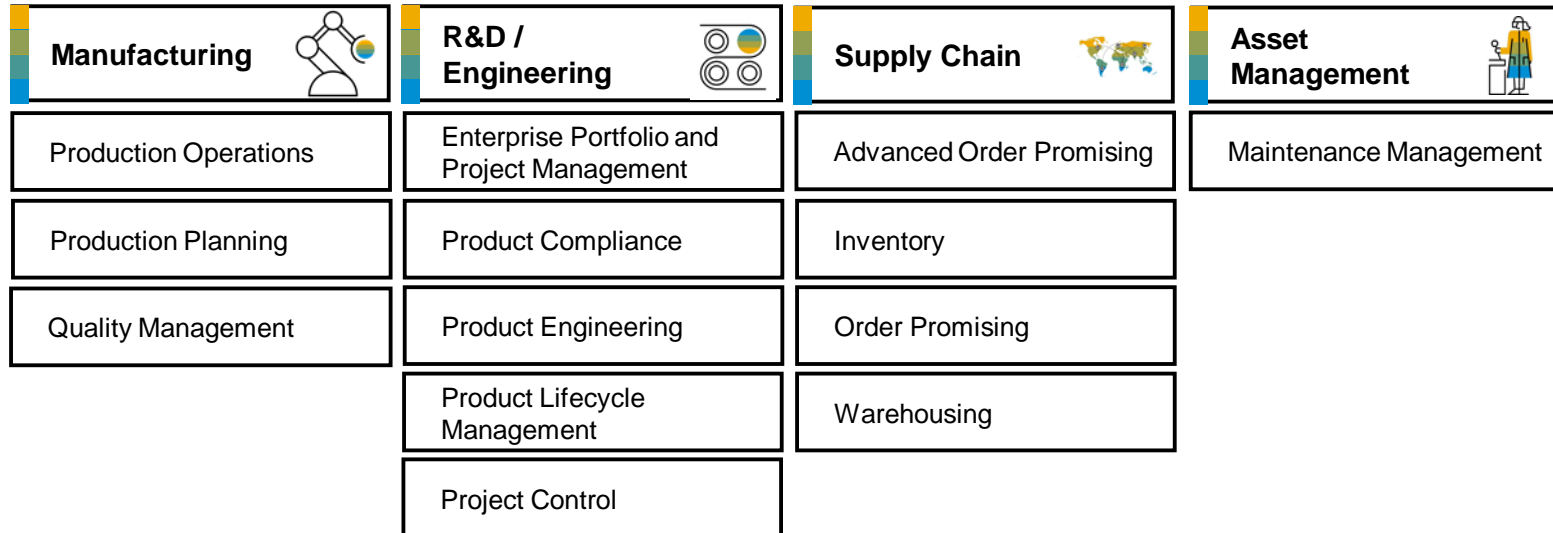 Manufacturing
Production Operations
Production Planning
Quality Management
R&D /
Engineering
Enterprise Portfolio and
Project Management
Product Compliance
Product Engineering
Product Lifecycle
Management
Project Control
Supply Chain
Advanced Order Promising
Inventory
Order Promising
Warehousing
Asset
Management
Maintenance Management